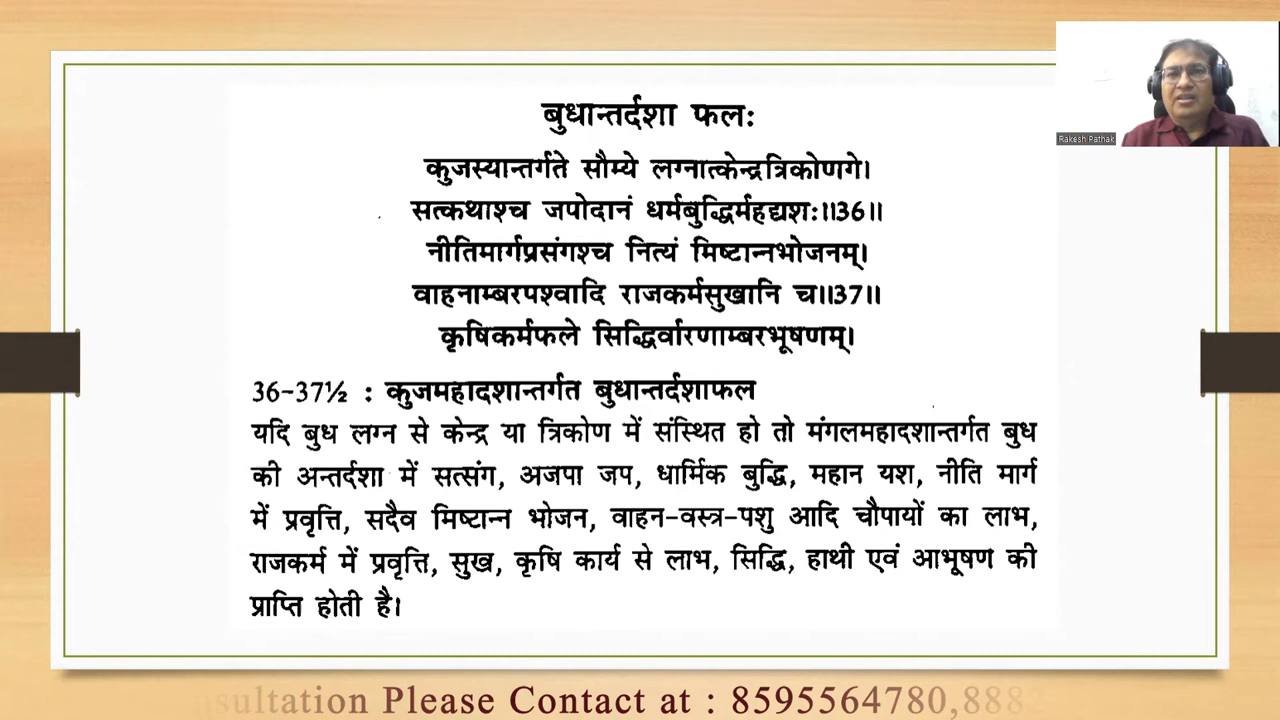 बुधान्तर्दशा फलः
कुजस्यान्तर्गते सौम्ये लग्नात्केन्द्रत्रिकोणगे।
सत्कथाश्च जपोदानं धर्मबुद्धिर्महद्यशः।।36।।
नीतिमार्गप्रसंगश्च नित्यं मिष्टान्नभोजनम्।
वाहनाम्बरपश्वादि राजकर्मसुखानि च।।37।।
कृषिकर्मफले सिद्धिर्वारणाम्बरभूषणम्।
36-37½ : कुजमहादशान्तर्गत बुधान्तर्दशाफल
यदि बुध लग्न से केन्द्र या त्रिकोण में संस्थित हो तो मंगलमहादशान्तर्गत बुध
की अन्तर्दशा में सत्संग, अजपा जप, धार्मिक बुद्धि, महान यश, नीति मार्ग
में प्रवृत्ति, सदैव मिष्टान्न भोजन, वाहन-वस्त्र-पशु आदि चौपायों का लाभ,
राजकर्म में प्रवृत्ति, सुख, कृषि कार्य से लाभ, सिद्धि, हाथी एवं आभूषण की
प्राप्ति होती है।
Rakesh Pathak
nsultation Please Contact at : 8595564780,888